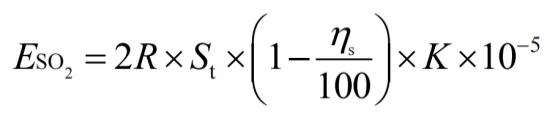 E_{SO_2} = 2R × S_t × (1 − η_s/100) × K × 10^{−5}